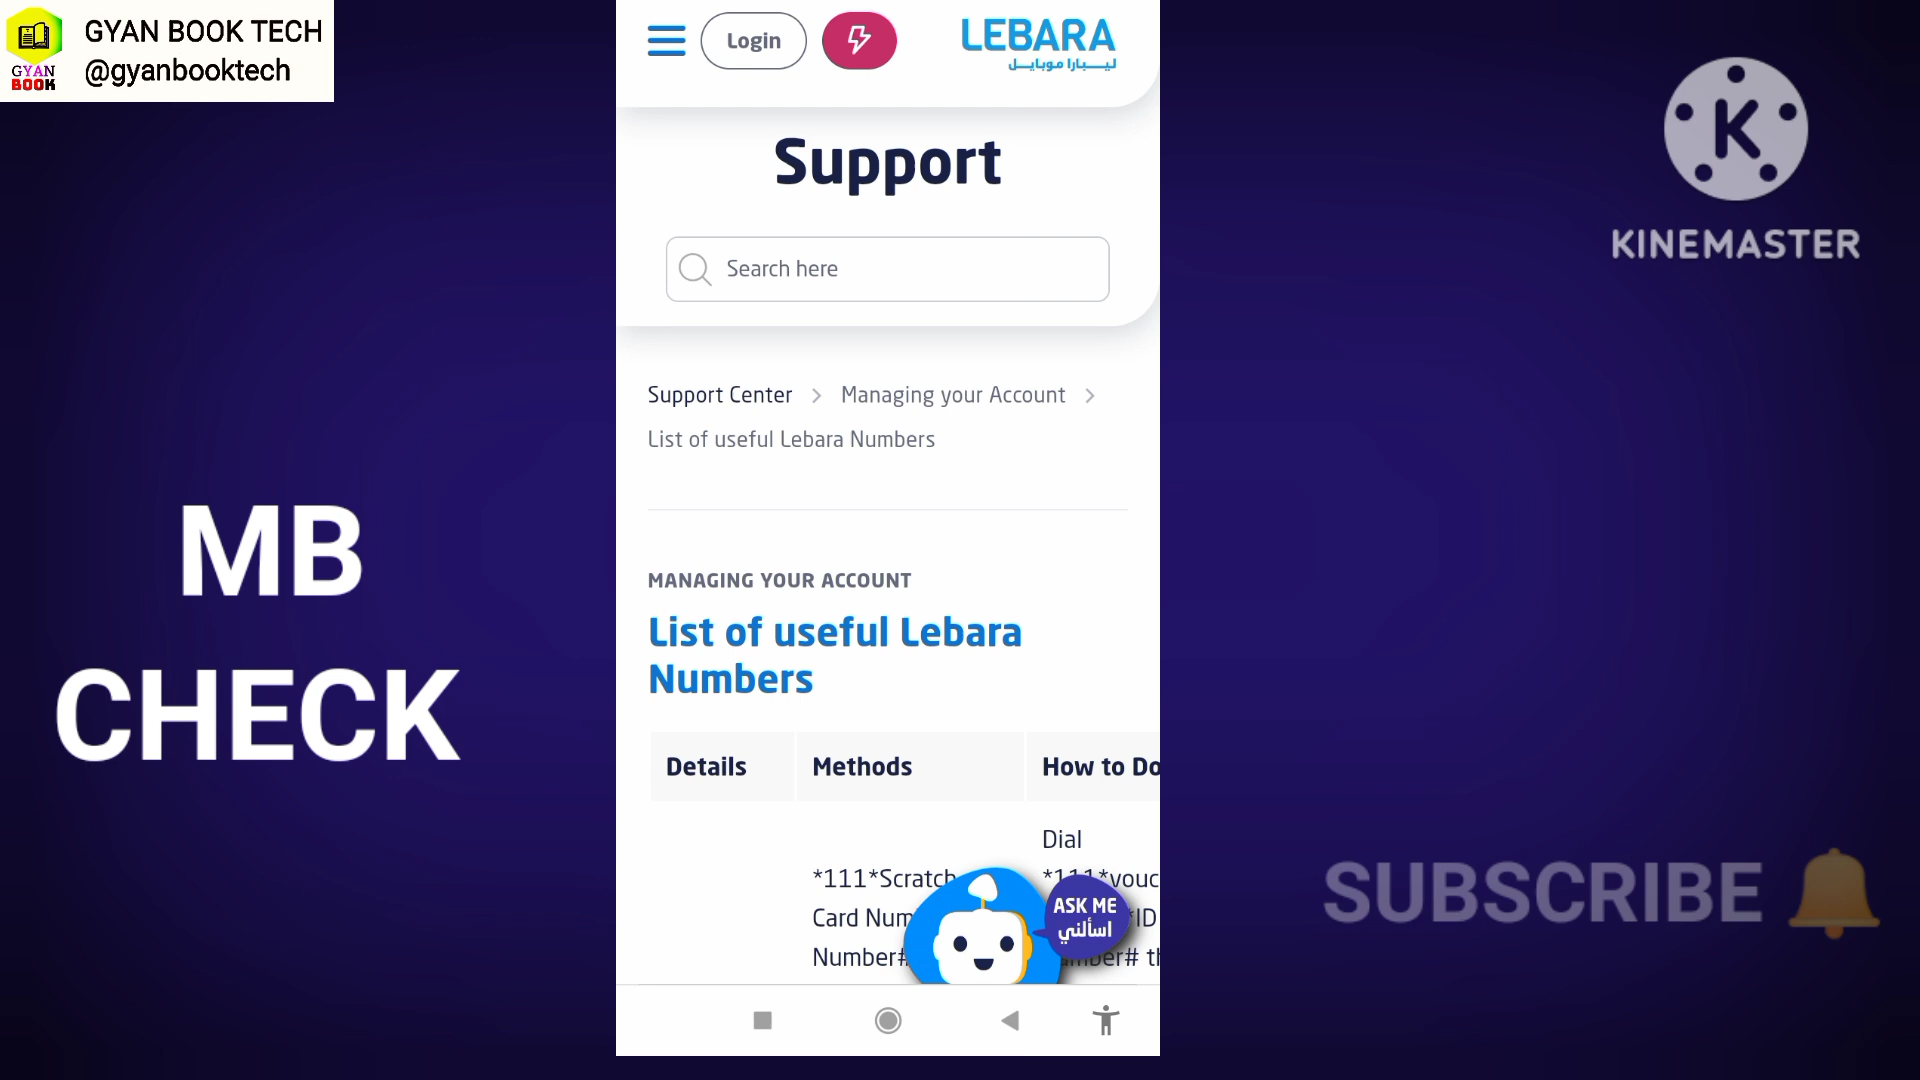 GYAN BOOK TECH
@gyanbooktech
GYAN
BOOK
Login
LEBARA
ليبارا موبايل
K
KINEMASTER
Support
Search here
Support Center > Managing your Account >
List of useful Lebara Numbers
MANAGING YOUR ACCOUNT
List of useful Lebara
Numbers
MB
CHECK
Details Methods How to Do
Dial
*111*Scratch
Card
Number#
ASK ME
اسألني
SUBSCRIBE